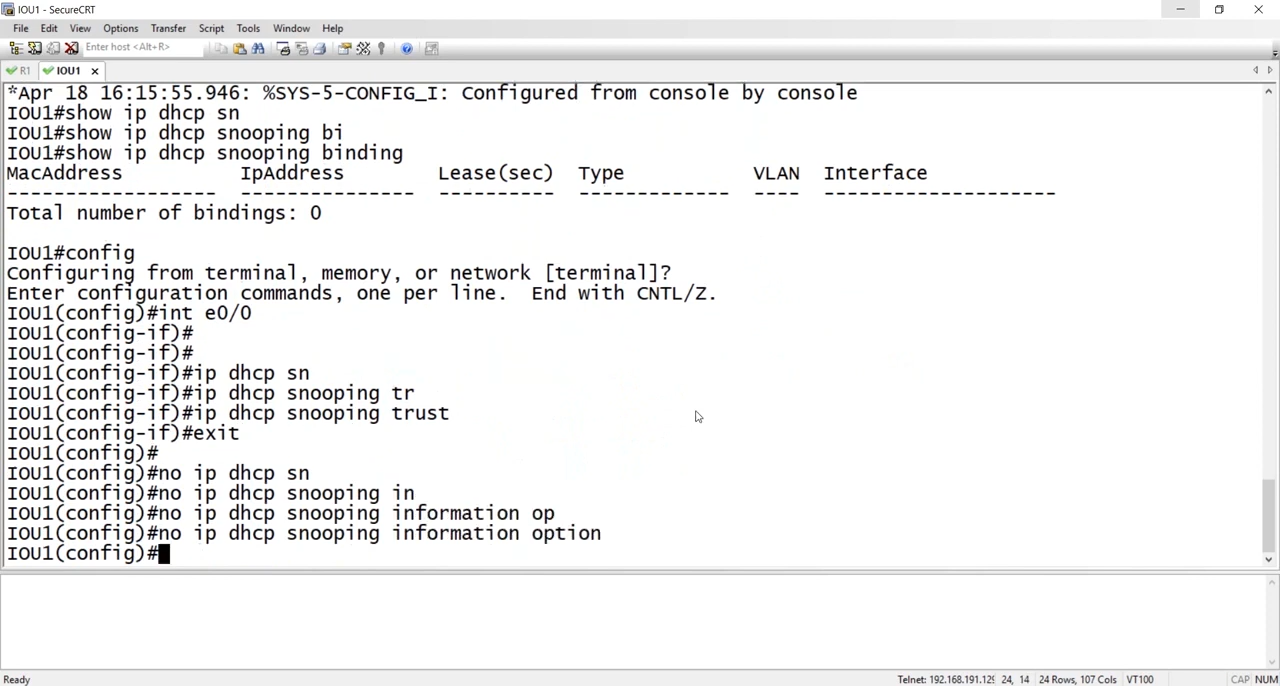 IOU1 - SecureCRT
File Edit View Options Transfer Script Tools Window Help
Enter host <Alt+R>
R1 IOU1
*Apr 18 16:15:55.946: %SYS-5-CONFIG_I: Configured from console by console
IOU1#show ip dhcp sn
IOU1#show ip dhcp snooping bi
IOU1#show ip dhcp snooping binding
MacAddress IpAddress Lease(sec) Type VLAN Interface
------------------ --------------- ---------- ------------- ---- --------------------
Total number of bindings: 0
IOU1#config
Configuring from terminal, memory, or network [terminal]?
Enter configuration commands, one per line. End with CNTL/Z.
IOU1(config)#int e0/0
IOU1(config-if)#
IOU1(config-if)#
IOU1(config-if)#ip dhcp sn
IOU1(config-if)#ip dhcp snooping tr
IOU1(config-if)#ip dhcp snooping trust
IOU1(config-if)#exit
IOU1(config)#
IOU1(config)#no ip dhcp sn
IOU1(config)#no ip dhcp snooping in
IOU1(config)#no ip dhcp snooping information op
IOU1(config)#no ip dhcp snooping information option
IOU1(config)#
Ready Telnet: 192.168.191.129 24, 14 24 Rows, 107 Cols VT100 CAP NUM